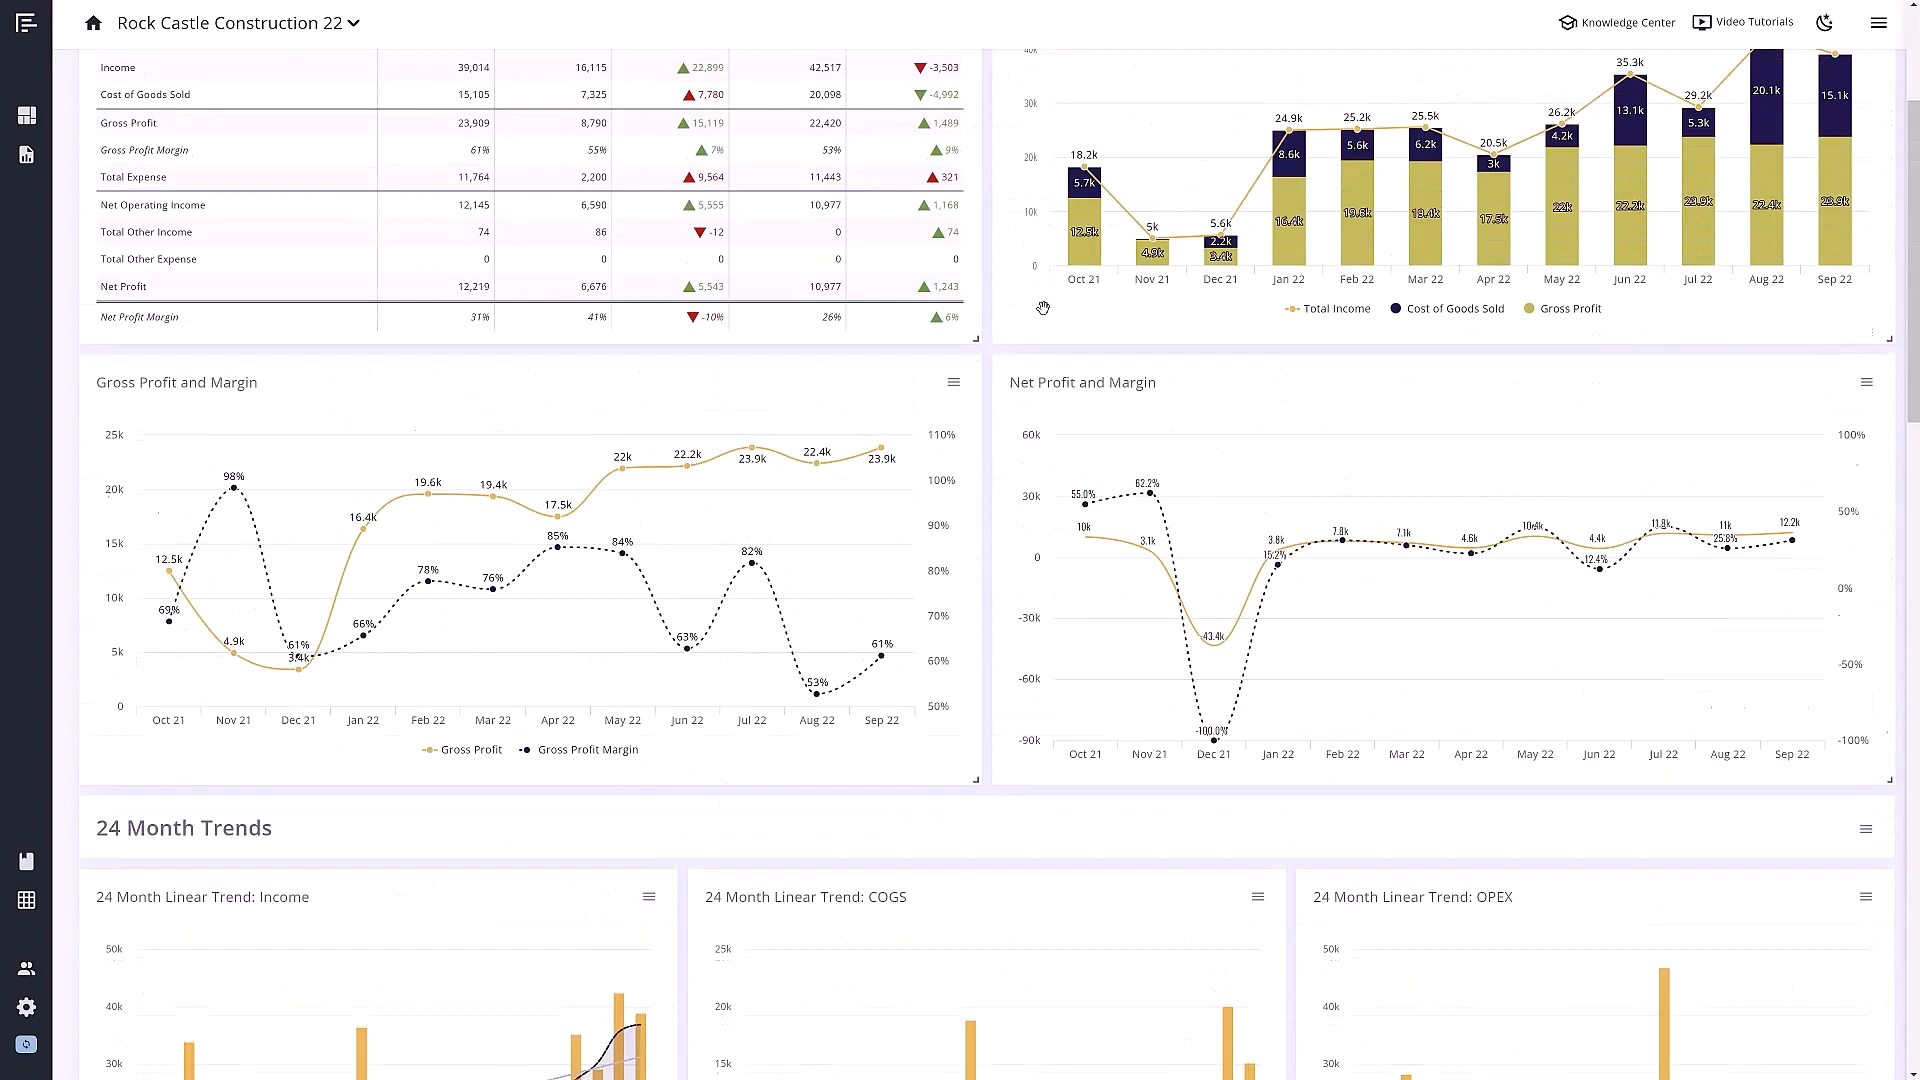 Rock Castle Construction 22
Knowledge Center
Video Tutorials
Income 39,014 16,115 22,899 42,517 -3,503
Cost of Goods Sold 15,105 7,325 7,780 20,098 -4,992
Gross Profit 23,909 8,790 15,119 22,420 1,489
Gross Profit Margin 61% 55% 7% 53% 9%
Total Expense 11,764 2,200 9,564 11,443 321
Net Operating Income 12,145 6,590 5,555 10,977 1,168
Total Other Income 74 86 -12 0 74
Total Other Expense 0 0 0 0 0
Net Profit 12,219 6,676 5,543 10,977 1,243
Net Profit Margin 31% 41% -10% 26% 6%
40k
30k
20k
10k
0
18.2k 5k 5.6k 24.9k 25.2k 25.5k 20.5k 26.2k 35.3k 29.2k
5.7k 2.2k 8.6k 5.6k 6.2k 3k 4.2k 13.1k 5.3k 20.1k 15.1k
12.5k 4.9k 3.4k 16.4k 19.6k 19.4k 17.5k 22k 22.2k 23.9k 22.4k 23.9k
Oct 21 Nov 21 Dec 21 Jan 22 Feb 22 Mar 22 Apr 22 May 22 Jun 22 Jul 22 Aug 22 Sep 22
Total Income Cost of Goods Sold Gross Profit
Gross Profit and Margin
25k
20k
15k
10k
5k
0
110%
100%
90%
80%
70%
60%
50%
12.5k 4.9k 3.4k 16.4k 19.6k 19.4k 17.5k 22k 22.2k 23.9k 22.4k 23.9k
69% 98% 61% 66% 78% 76% 85% 84% 63% 82% 53% 61%
Oct 21 Nov 21 Dec 21 Jan 22 Feb 22 Mar 22 Apr 22 May 22 Jun 22 Jul 22 Aug 22 Sep 22
Gross Profit Gross Profit Margin
Net Profit and Margin
60k
30k
0
-30k
-60k
-90k
100%
50%
0%
-50%
-100%
55.0% 62.2% -100.0% 15.2% 12.4% 25.8%
10k 3.1k -43.4k 3.8k 7.8k 7.1k 4.6k 10.4k 4.4k 11.8k 11k 12.2k
Oct 21 Nov 21 Dec 21 Jan 22 Feb 22 Mar 22 Apr 22 May 22 Jun 22 Jul 22 Aug 22 Sep 22
24 Month Trends
24 Month Linear Trend: Income
50k
40k
30k
24 Month Linear Trend: COGS
25k
20k
15k
24 Month Linear Trend: OPEX
50k
40k
30k